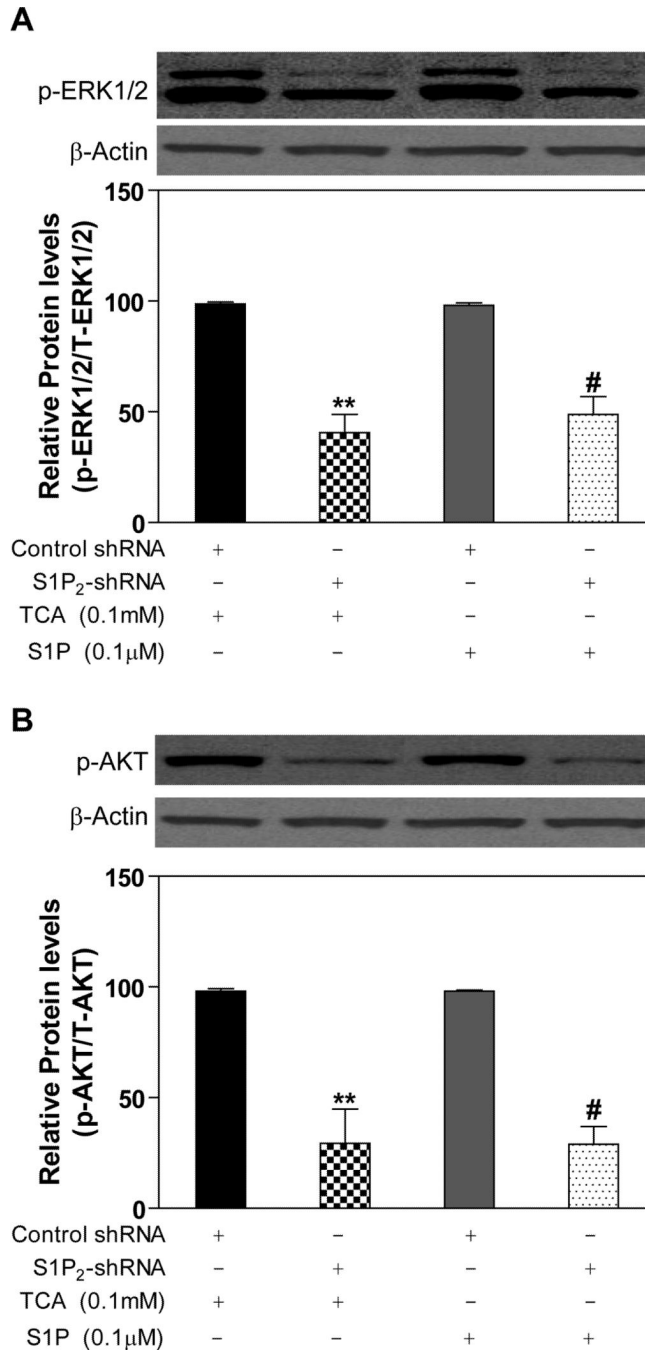 A
p-ERK1/2
β-Actin
Relative Protein levels
(p-ERK1/2/T-ERK1/2)
150
100
50
0
**
#
Control shRNA + – + –
S1P₂-shRNA – + – +
TCA (0.1mM) + + – –
S1P (0.1μM) – – + +
B
p-AKT
β-Actin
Relative Protein levels
(p-AKT/T-AKT)
150
100
50
0
**
#
Control shRNA + – + –
S1P₂-shRNA – + – +
TCA (0.1mM) + + – –
S1P (0.1μM) – – + +